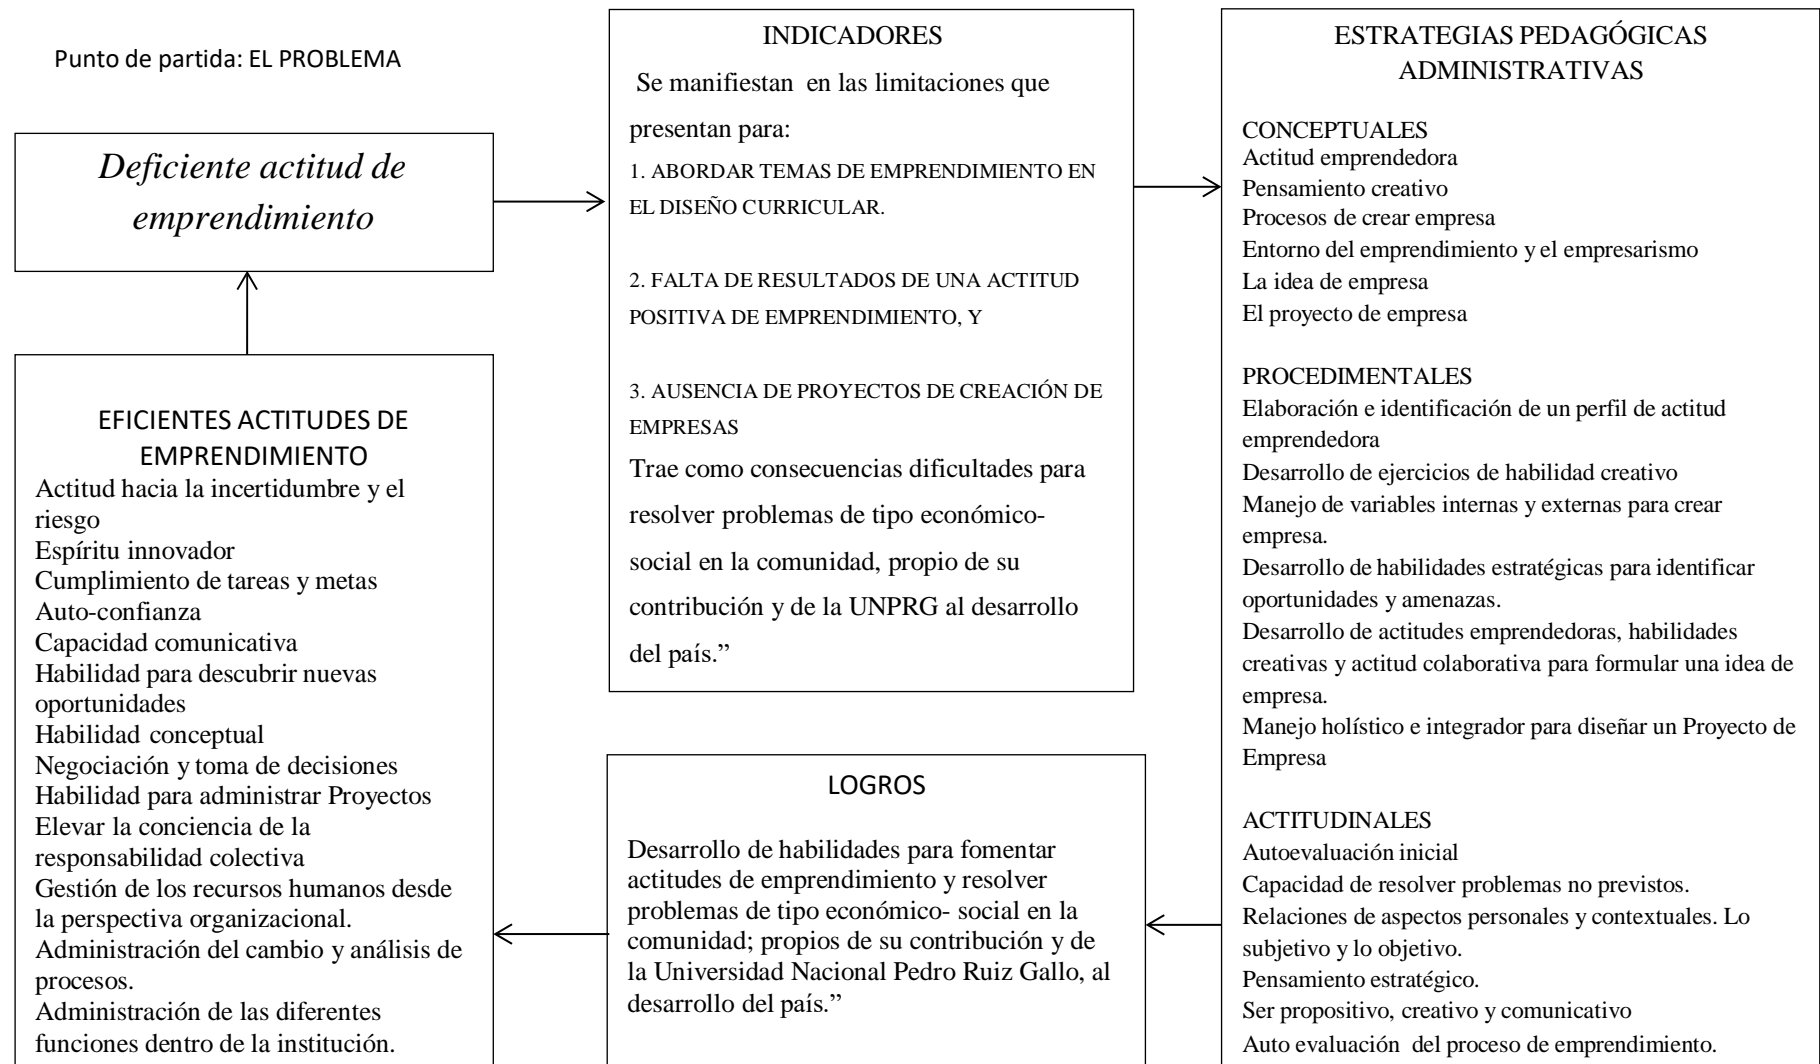 Punto de partida: EL PROBLEMA
Deficiente actitud de
emprendimiento
INDICADORES
Se manifiestan en las limitaciones que
presentan para:
1. ABORDAR TEMAS DE EMPRENDIMIENTO EN
EL DISEÑO CURRICULAR.
2. FALTA DE RESULTADOS DE UNA ACTITUD
POSITIVA DE EMPRENDIMIENTO, Y
3. AUSENCIA DE PROYECTOS DE CREACIÓN DE
EMPRESAS
Trae como consecuencias dificultades para
resolver problemas de tipo económico-
social en la comunidad, propio de su
contribución y de la UNPRG al desarrollo
del país.”
ESTRATEGIAS PEDAGÓGICAS
ADMINISTRATIVAS
CONCEPTUALES
Actitud emprendedora
Pensamiento creativo
Procesos de crear empresa
Entorno del emprendimiento y el empresarismo
La idea de empresa
El proyecto de empresa
PROCEDIMENTALES
Elaboración e identificación de un perfil de actitud
emprendedora
Desarrollo de ejercicios de habilidad creativo
Manejo de variables internas y externas para crear
empresa.
Desarrollo de habilidades estratégicas para identificar
oportunidades y amenazas.
Desarrollo de actitudes emprendedoras, habilidades
creativas y actitud colaborativa para formular una idea de
empresa.
Manejo holístico e integrador para diseñar un Proyecto de
Empresa
ACTITUDINALES
Autoevaluación inicial
Capacidad de resolver problemas no previstos.
Relaciones de aspectos personales y contextuales. Lo
subjetivo y lo objetivo.
Pensamiento estratégico.
Ser propositivo, creativo y comunicativo
Auto evaluación del proceso de emprendimiento.
LOGROS
Desarrollo de habilidades para fomentar
actitudes de emprendimiento y resolver
problemas de tipo económico- social en la
comunidad; propios de su contribución y de
la Universidad Nacional Pedro Ruiz Gallo, al
desarrollo del país.”
EFICIENTES ACTITUDES DE
EMPRENDIMIENTO
Actitud hacia la incertidumbre y el
riesgo
Espíritu innovador
Cumplimiento de tareas y metas
Auto-confianza
Capacidad comunicativa
Habilidad para descubrir nuevas
oportunidades
Habilidad conceptual
Negociación y toma de decisiones
Habilidad para administrar Proyectos
Elevar la conciencia de la
responsabilidad colectiva
Gestión de los recursos humanos desde
la perspectiva organizacional.
Administración del cambio y análisis de
procesos.
Administración de las diferentes
funciones dentro de la institución.